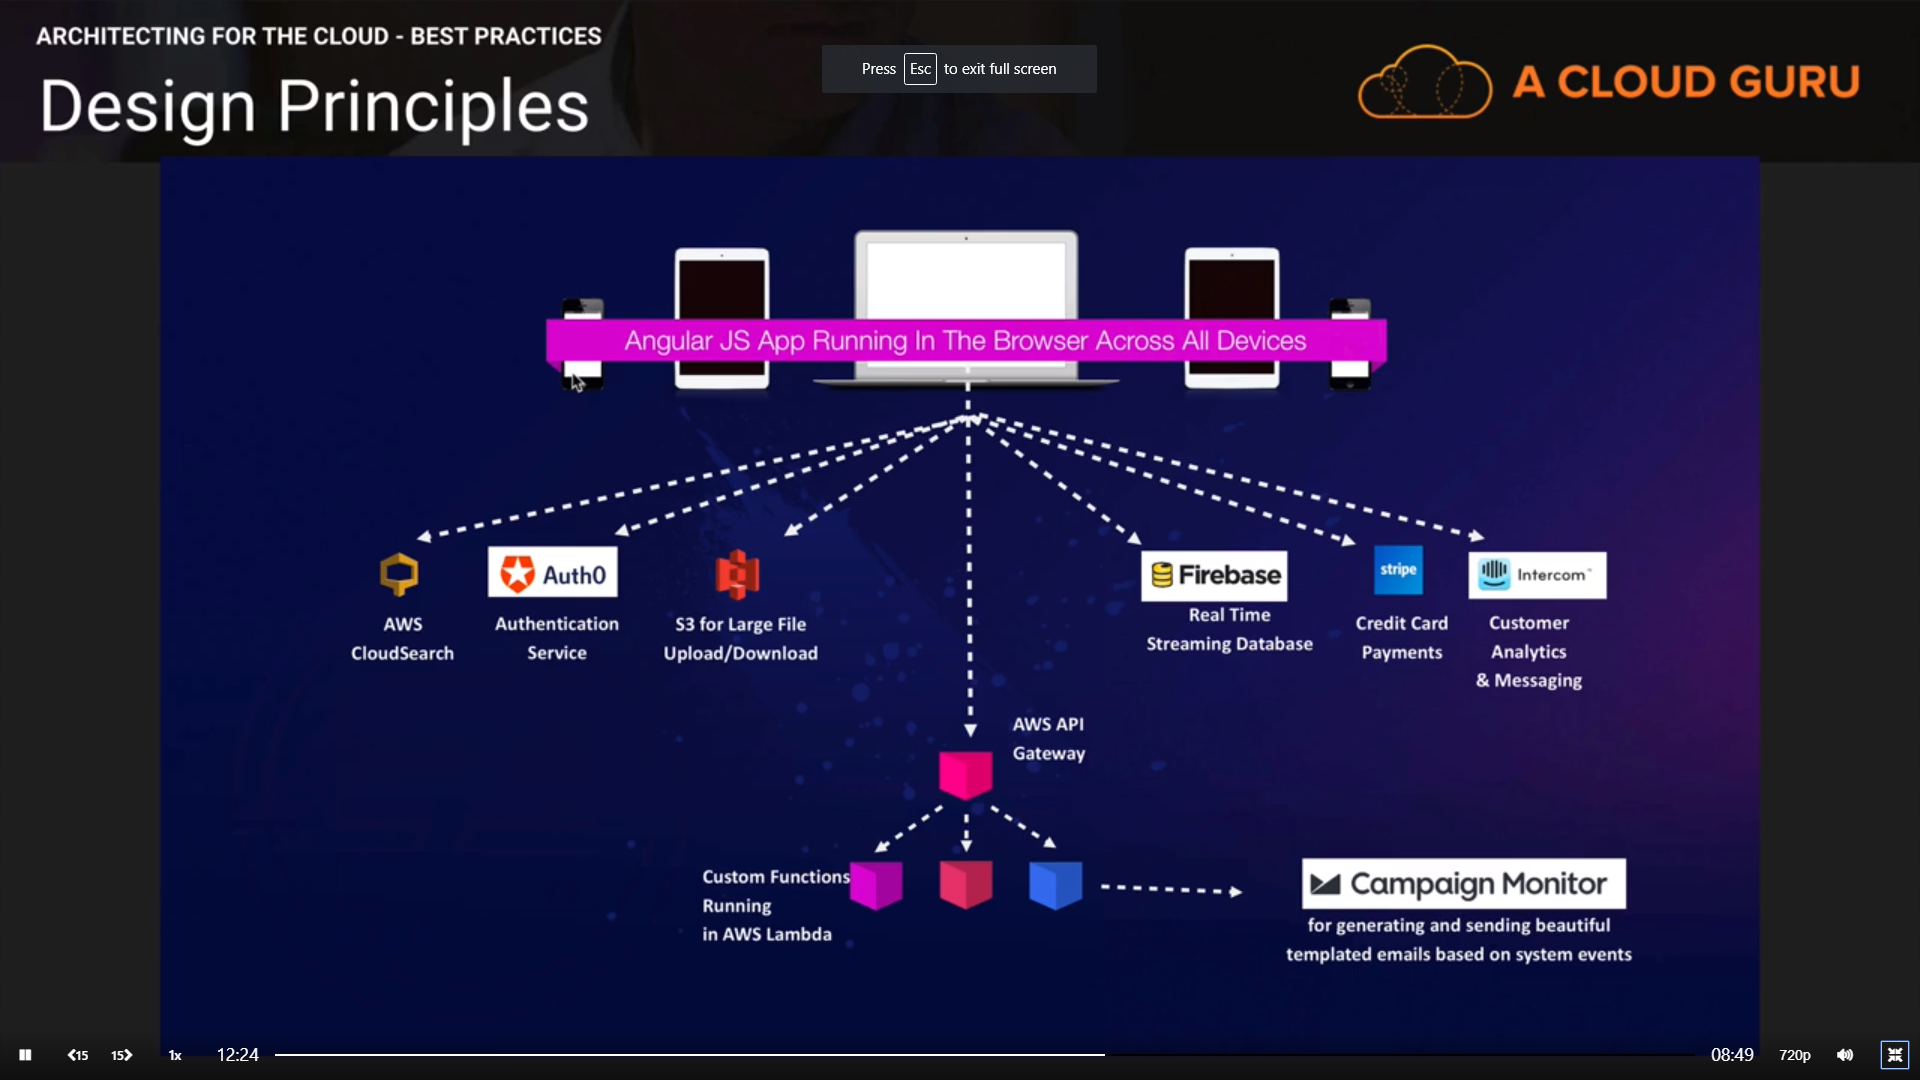 ARCHITECTING FOR THE CLOUD - BEST PRACTICES
Design Principles
Press Esc to exit full screen
A CLOUD GURU
Angular JS App Running In The Browser Across All Devices
AWS
CloudSearch
Auth0
Authentication
Service
S3 for Large File
Upload/Download
Firebase
Real Time
Streaming Database
stripe
Credit Card
Payments
Intercom™
Customer
Analytics
& Messaging
AWS API
Gateway
Custom Functions
Running
in AWS Lambda
Campaign Monitor
for generating and sending beautiful
templated emails based on system events
15 15 1x 12:24 08:49 720p